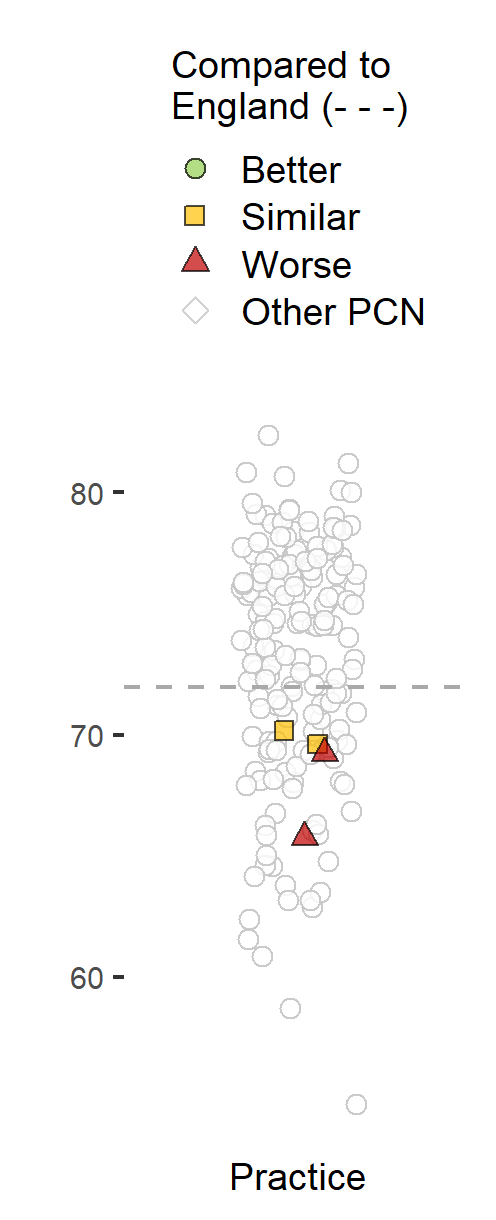 Compared to
England (- - -)
Better
Similar
Worse
Other PCN
80
70
60
Practice